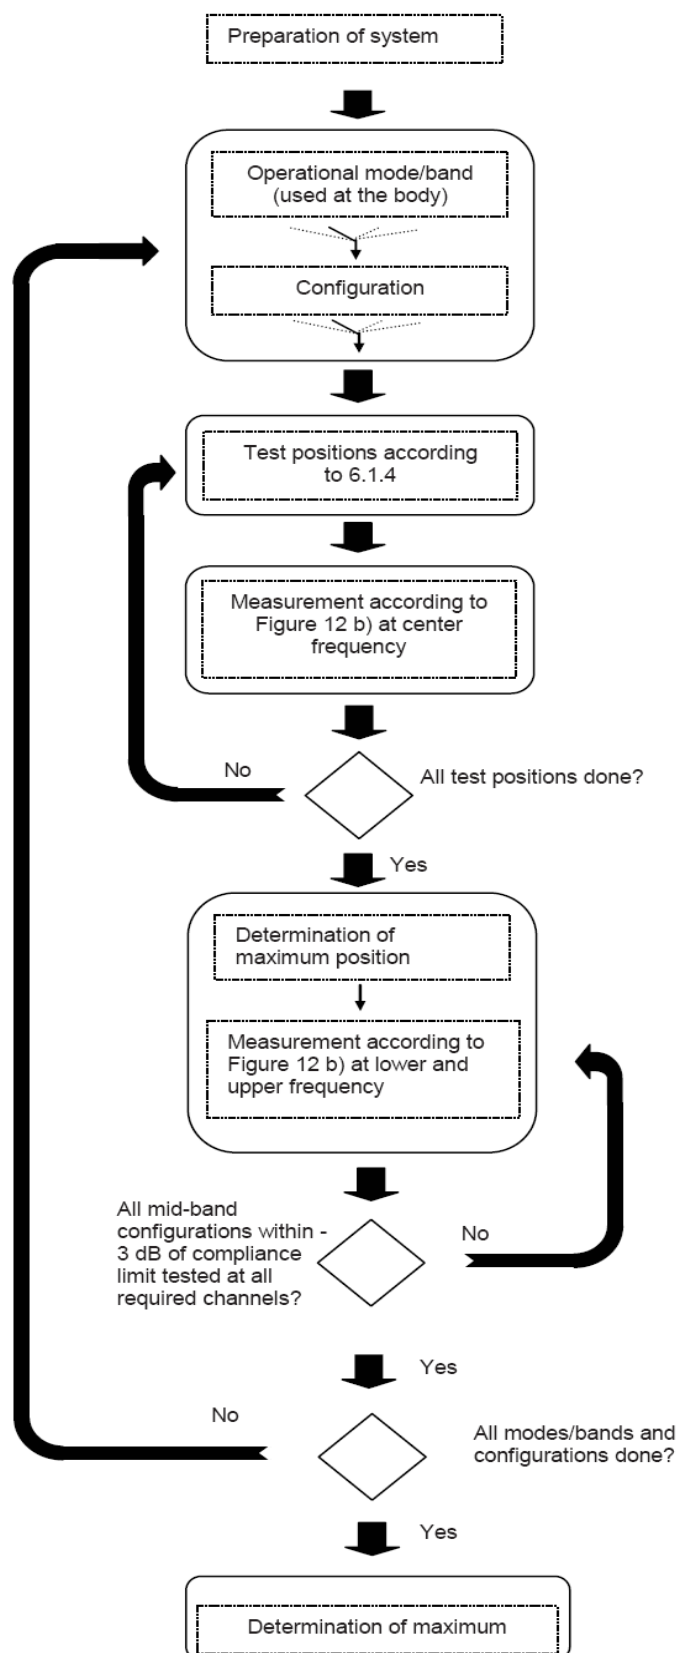 Preparation of system
Operational mode/band
(used at the body)
Configuration
Test positions according
to 6.1.4
Measurement according to
Figure 12 b) at center
frequency
No
All test positions done?
Yes
Determination of
maximum position
Measurement according to
Figure 12 b) at lower and
upper frequency
All mid-band
configurations within -
3 dB of compliance
limit tested at all
required channels?
No
Yes
No
All modes/bands and
configurations done?
Yes
Determination of maximum